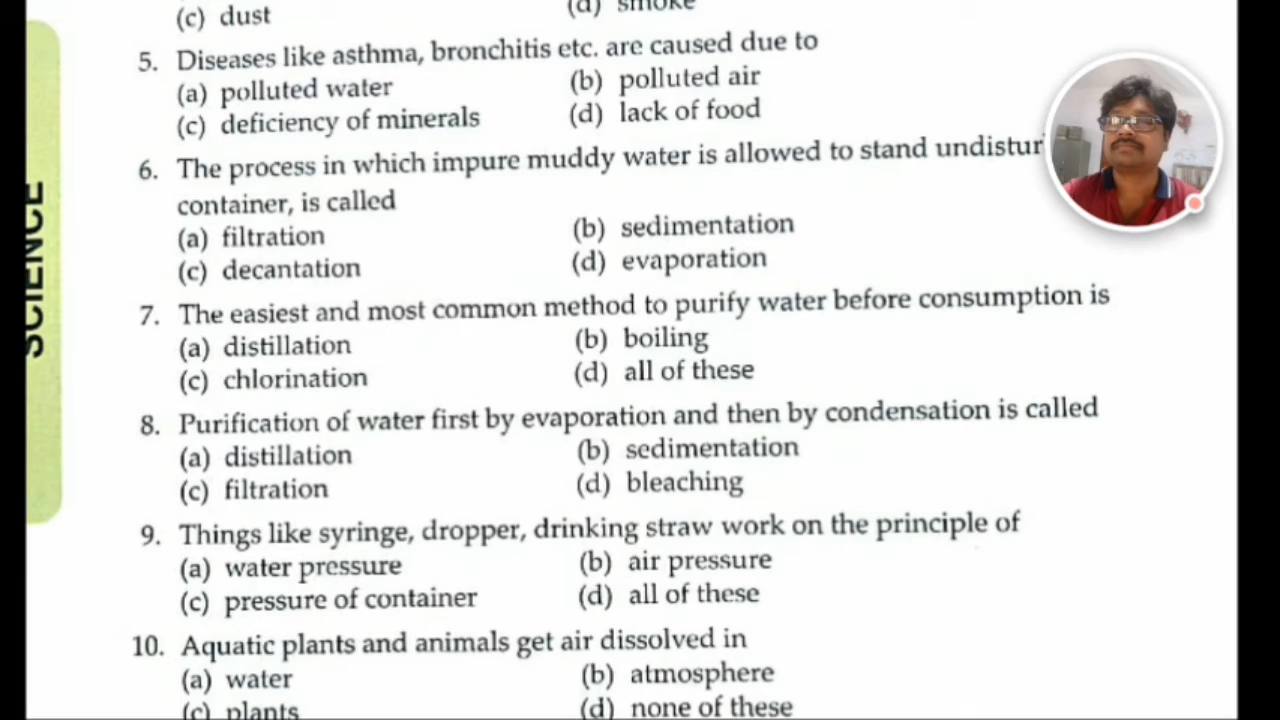 (c) dust
(d) smoke
SCIENCE
5. Diseases like asthma, bronchitis etc. are caused due to
(a) polluted water
(b) polluted air
(c) deficiency of minerals
(d) lack of food
6. The process in which impure muddy water is allowed to stand undistur
container, is called
(a) filtration
(b) sedimentation
(c) decantation
(d) evaporation
7. The easiest and most common method to purify water before consumption is
(a) distillation
(b) boiling
(c) chlorination
(d) all of these
8. Purification of water first by evaporation and then by condensation is called
(a) distillation
(b) sedimentation
(c) filtration
(d) bleaching
9. Things like syringe, dropper, drinking straw work on the principle of
(a) water pressure
(b) air pressure
(c) pressure of container
(d) all of these
10. Aquatic plants and animals get air dissolved in
(a) water
(b) atmosphere
(c) plants
(d) none of these